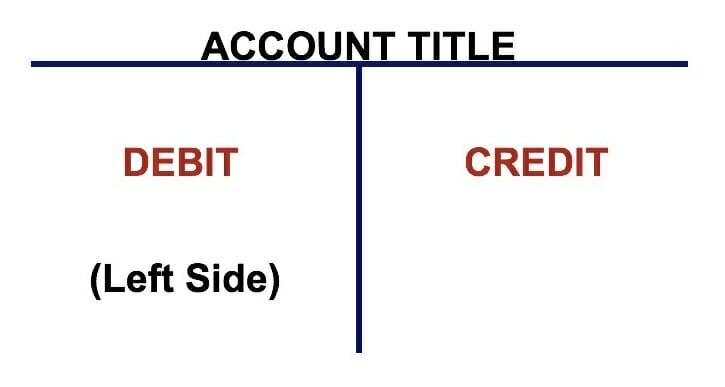 ACCOUNT TITLE
DEBIT CREDIT
(Left Side)